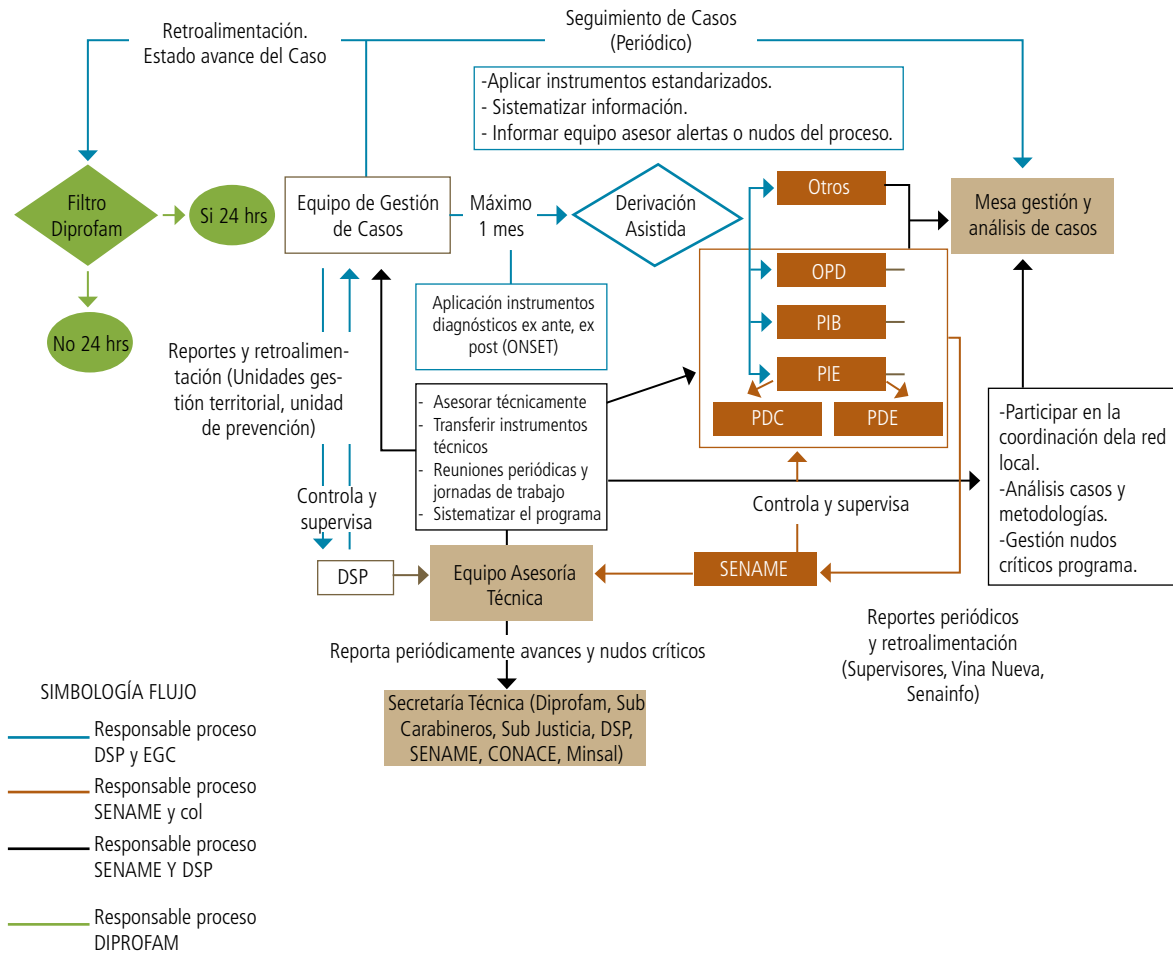 Retroalimentación.
Estado avance del Caso
Seguimiento de Casos
(Periódico)
-Aplicar instrumentos estandarizados.
- Sistematizar información.
- Informar equipo asesor alertas o nudos del proceso.
Filtro
Diprofam
Si 24 hrs
No 24 hrs
Equipo de Gestión
de Casos
Máximo
1 mes
Derivación
Asistida
Otros
OPD
PIB
PIE
PDC
PDE
Mesa gestión y
análisis de casos
Aplicación instrumentos
diagnósticos ex ante, ex
post (ONSET)
Reportes y retroalimen-
tación (Unidades ges-
tión territorial, unidad
de prevención)
- Asesorar técnicamente
- Transferir instrumentos
técnicos
- Reuniones periódicas y
jornadas de trabajo
- Sistematizar el programa
-Participar en la
coordinación dela red
local.
-Análisis casos y
metodologías.
-Gestión nudos
críticos programa.
Controla y
supervisa
Controla y supervisa
DSP
Equipo Asesoría
Técnica
SENAME
Reportes periódicos
y retroalimentación
(Supervisores, Vina Nueva,
Senainfo)
Reporta periódicamente avances y nudos críticos
Secretaría Técnica (Diprofam, Sub
Carabineros, Sub Justicia, DSP,
SENAME, CONACE, Minsal)
SIMBOLOGÍA FLUJO
Responsable proceso
DSP y EGC
Responsable proceso
SENAME y col
Responsable proceso
SENAME Y DSP
Responsable proceso
DIPROFAM